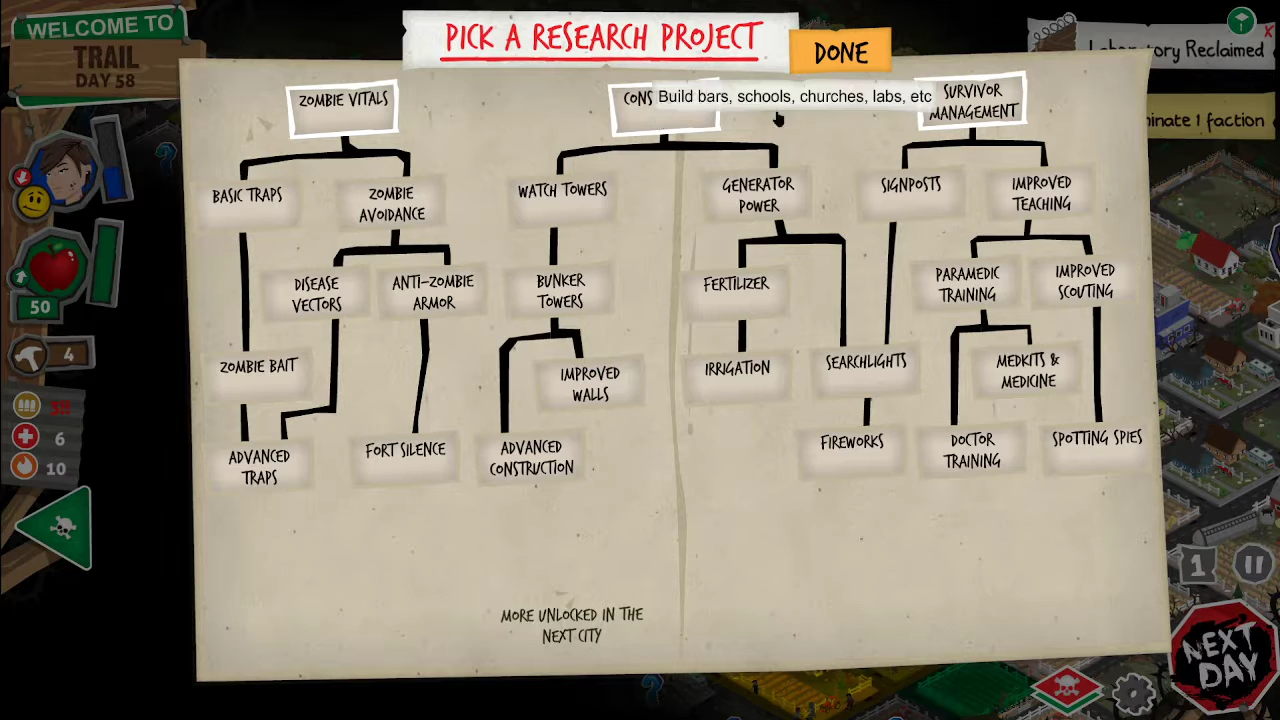 WELCOME TO
TRAIL
DAY 58
PICK A RESEARCH PROJECT
DONE
Laboratory Reclaimed
X
minate 1 faction
ZOMBIE VITALS
CONS
Build bars, schools, churches, labs, etc
SURVIVOR
MANAGEMENT
BASIC TRAPS
ZOMBIE
AVOIDANCE
WATCH TOWERS
GENERATOR
POWER
SIGNPOSTS
IMPROVED
TEACHING
DISEASE
VECTORS
ANTI-ZOMBIE
ARMOR
BUNKER
TOWERS
FERTILIZER
PARAMEDIC
TRAINING
IMPROVED
SCOUTING
ZOMBIE BAIT
IMPROVED
WALLS
IRRIGATION
SEARCHLIGHTS
MEDKITS &
MEDICINE
ADVANCED
TRAPS
FORT SILENCE
ADVANCED
CONSTRUCTION
FIREWORKS
DOCTOR
TRAINING
SPOTTING SPIES
MORE UNLOCKED IN THE
NEXT CITY
50
4
38
6
10
1
NEXT
DAY